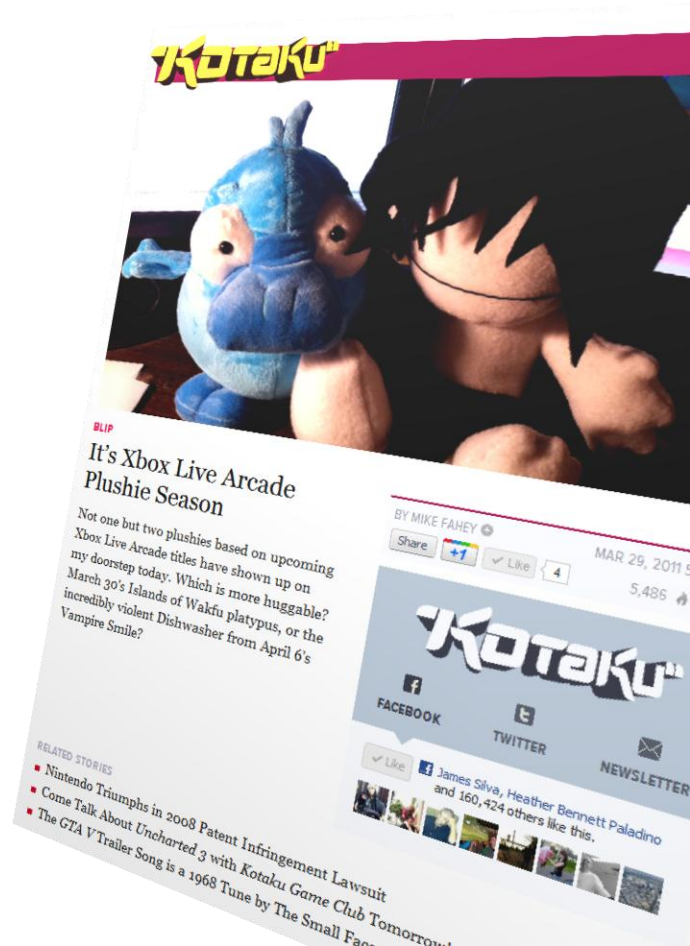 "KOTAKU"
BLIP
It's Xbox Live Arcade
Plushie Season
Not one but two plushies based on upcoming
Xbox Live Arcade titles have shown up on
my doorstep today. Which is more huggable?
March 30's Islands of Wakfu platypus, or the
incredibly violent Dishwasher from April 6's
Vampire Smile?
BY MIKE FAHEY
MAR 29, 2011 5
Share +1 Like 4
5,486
"KOTAKU"
FACEBOOK
TWITTER
NEWSLETTER
Like James Silva, Heather Bennett Paladino
and 160,424 others like this.
RELATED STORIES
Nintendo Triumphs in 2008 Patent Infringement Lawsuit
Come Talk About Uncharted 3 with Kotaku Game Club Tomorrow!
The GTA V Trailer Song is a 1968 Tune by The Small